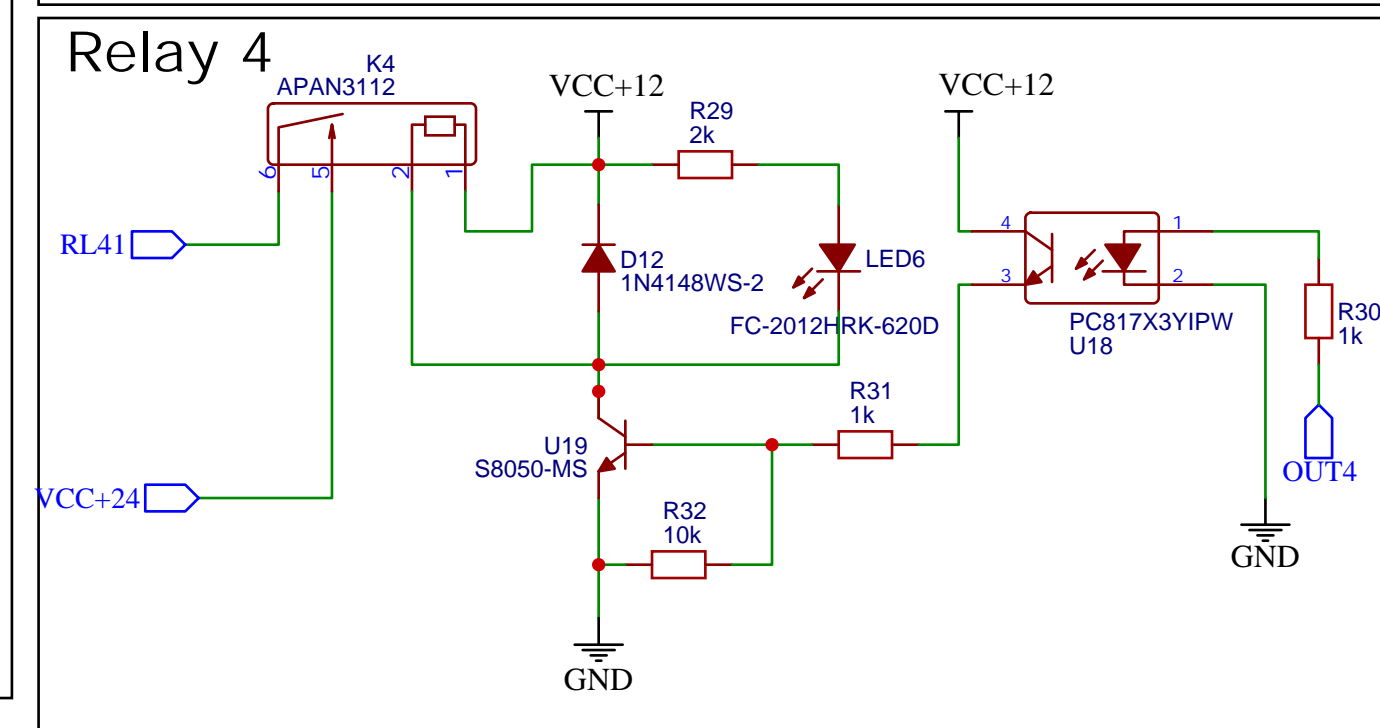 Relay 4
K4
APAN3112
6
5
2
1
RL41
VCC+24
VCC+12
R29
2k
D12
1N4148WS-2
LED6
FC-2012HRK-620D
VCC+12
4
3
1
2
PC817X3YIPW
U18
R30
1k
OUT4
GND
R31
1k
U19
S8050-MS
R32
10k
GND